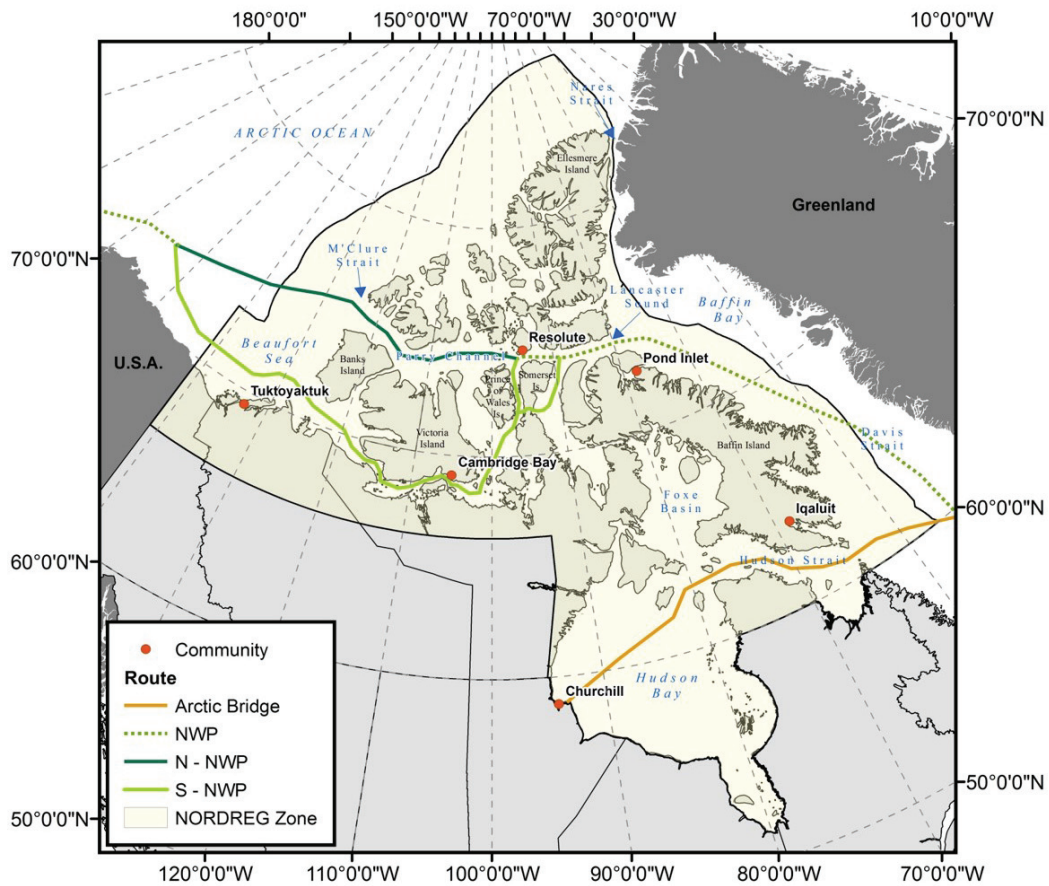 180°0'0"
150°0'0"W
70°0'0"W
30°0'0"W
10°0'0"W
Nares
Strait
ARCTIC OCEAN
Ellesmere
Island
70°0'0"N
Greenland
70°0'0"N
M'Clure
Strait
Lancaster
Sound
Baffin
Bay
Beaufort
Sea
Resolute
U.S.A.
Banks
Island
Parry Channel
Pond Inlet
Prince
of
Wales
Is.
Somerset
Is.
Tuktoyaktuk
Victoria
Island
Baffin Island
Davis
Strait
Cambridge Bay
Foxe
Basin
Iqaluit
60°0'0"N
60°0'0"N
Hudson Strait
Hudson
Bay
Churchill
Community
Route
Arctic Bridge
NWP
N - NWP
S - NWP
NORDREG Zone
50°0'0"N
50°0'0"N
120°0'0"W
110°0'0"W
100°0'0"W
90°0'0"W
80°0'0"W
70°0'0"W